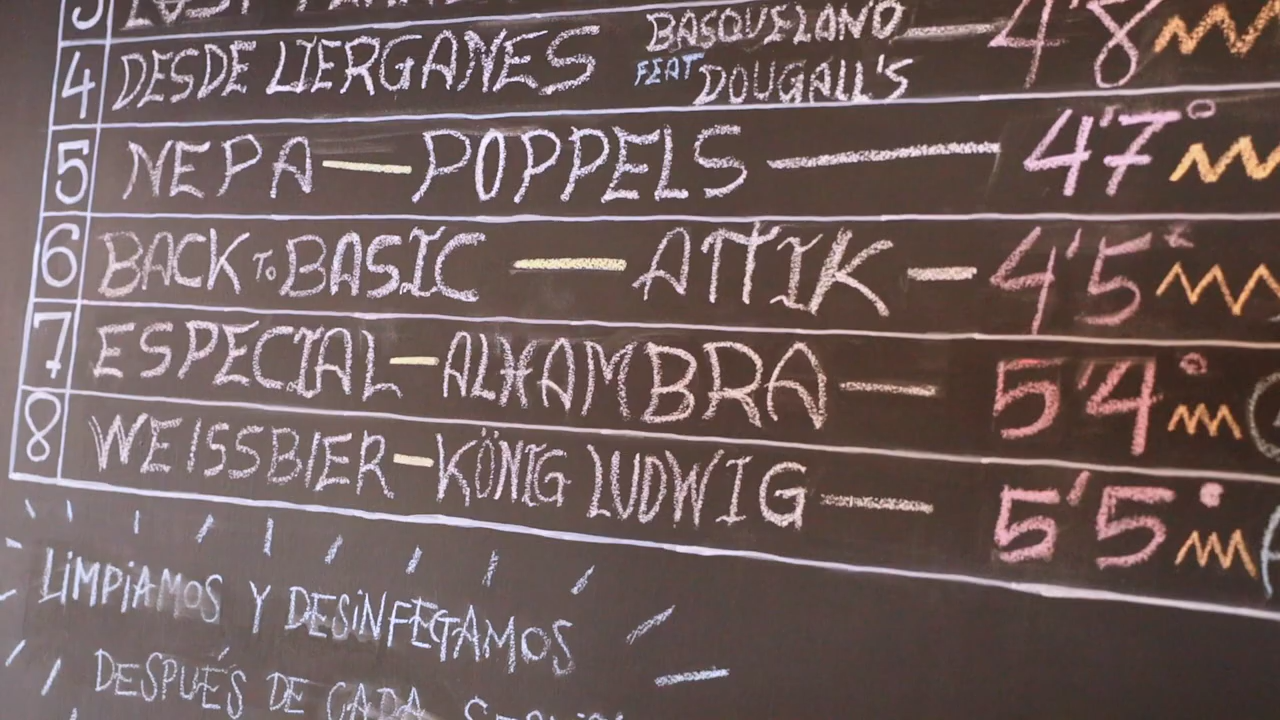 4 DESDE LIERGANES BASQUELAND FEAT DOUGALL'S — 4'8
5 NEPA — POPPELS — 4'7°
6 BACK TO BASIC — ATTIK — 4'5°
7 ESPECIAL — ALHAMBRA — 5'4°
8 WEISSBIER — KÖNIG LUDWIG — 5'5°
LIMPIAMOS Y DESINFECTAMOS
DESPUÉS DE CADA